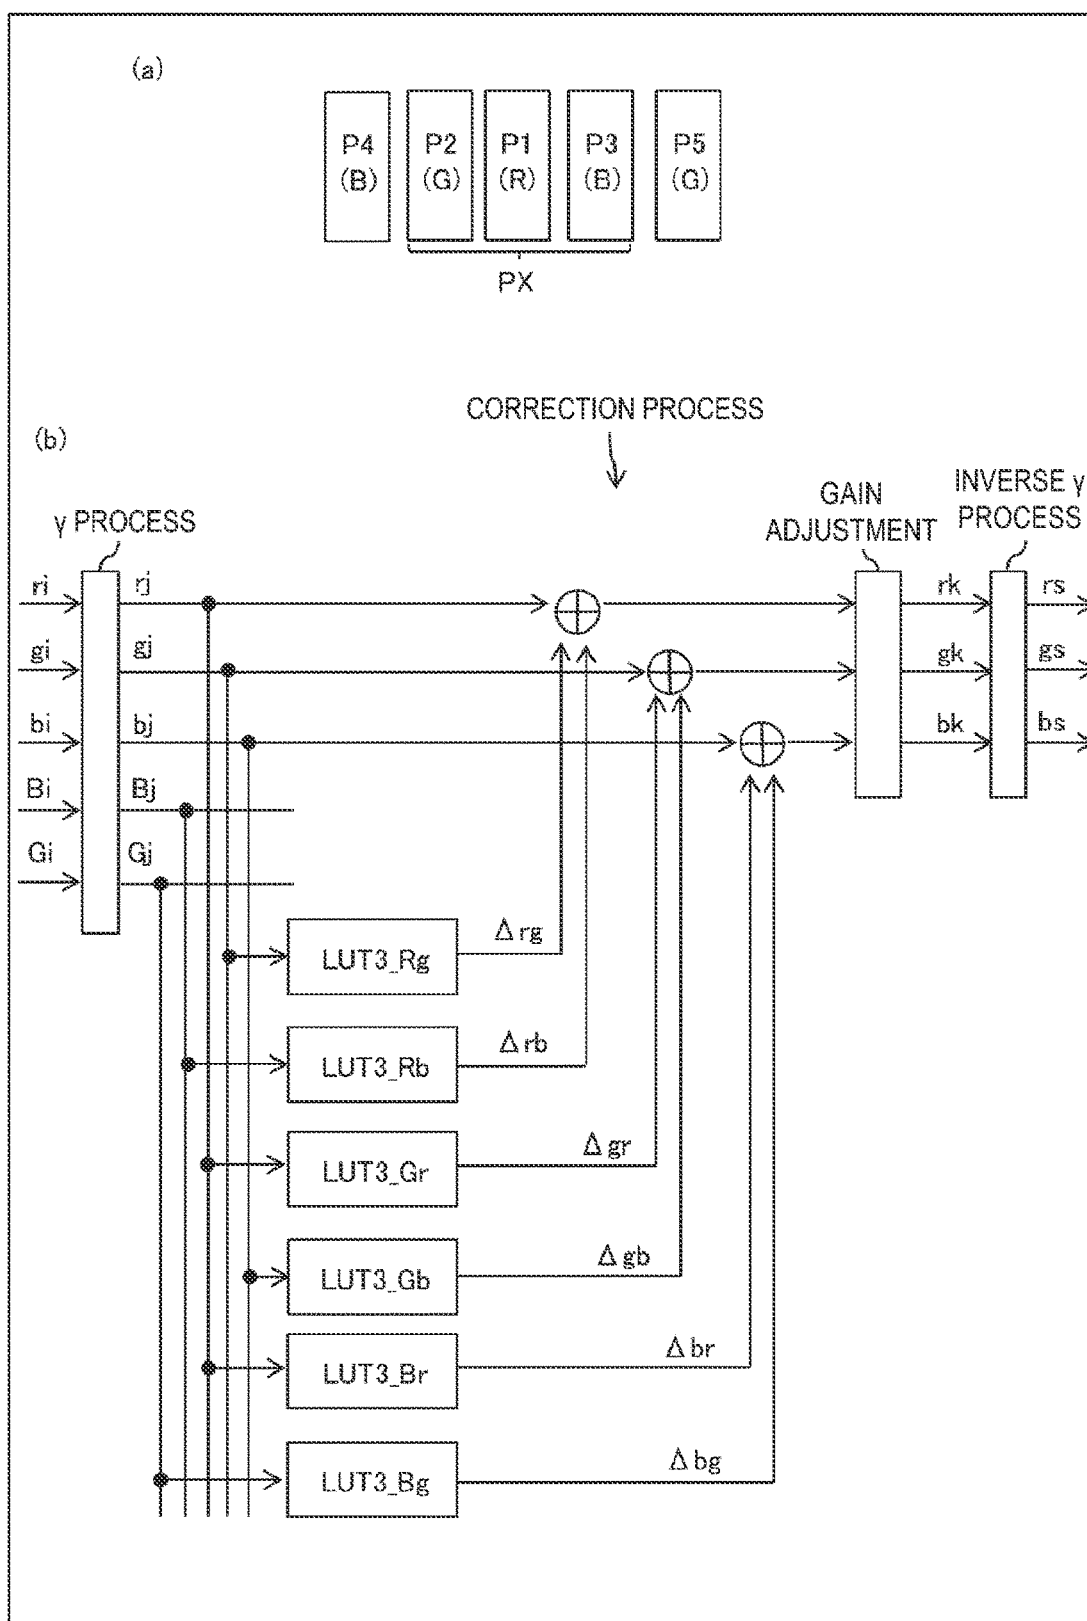 (a)
P4 P2 P1 P3 P5
(B) (G) (R) (B) (G)
PX
CORRECTION PROCESS
(b)
γ PROCESS
GAIN
ADJUSTMENT
INVERSE γ
PROCESS
ri rj rk rs
gi gj gk gs
bi bj bk bs
Bi Bj
Gi Gj
LUT3_Rg Δrg
LUT3_Rb Δrb
LUT3_Gr Δgr
LUT3_Gb Δgb
LUT3_Br Δbr
LUT3_Bg Δbg